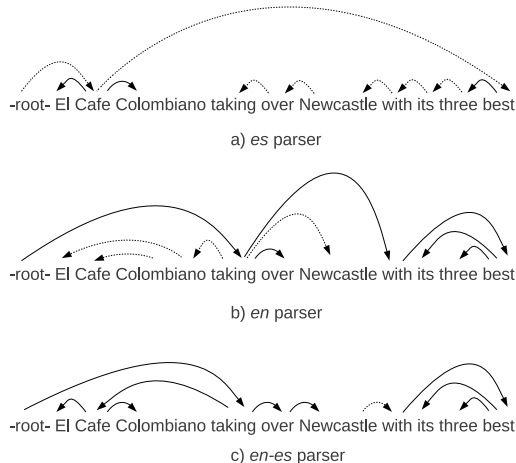 -root- El Cafe Colombiano taking over Newcastle with its three best
a) es parser
-root- El Cafe Colombiano taking over Newcastle with its three best
b) en parser
-root- El Cafe Colombiano taking over Newcastle with its three best
c) en-es parser